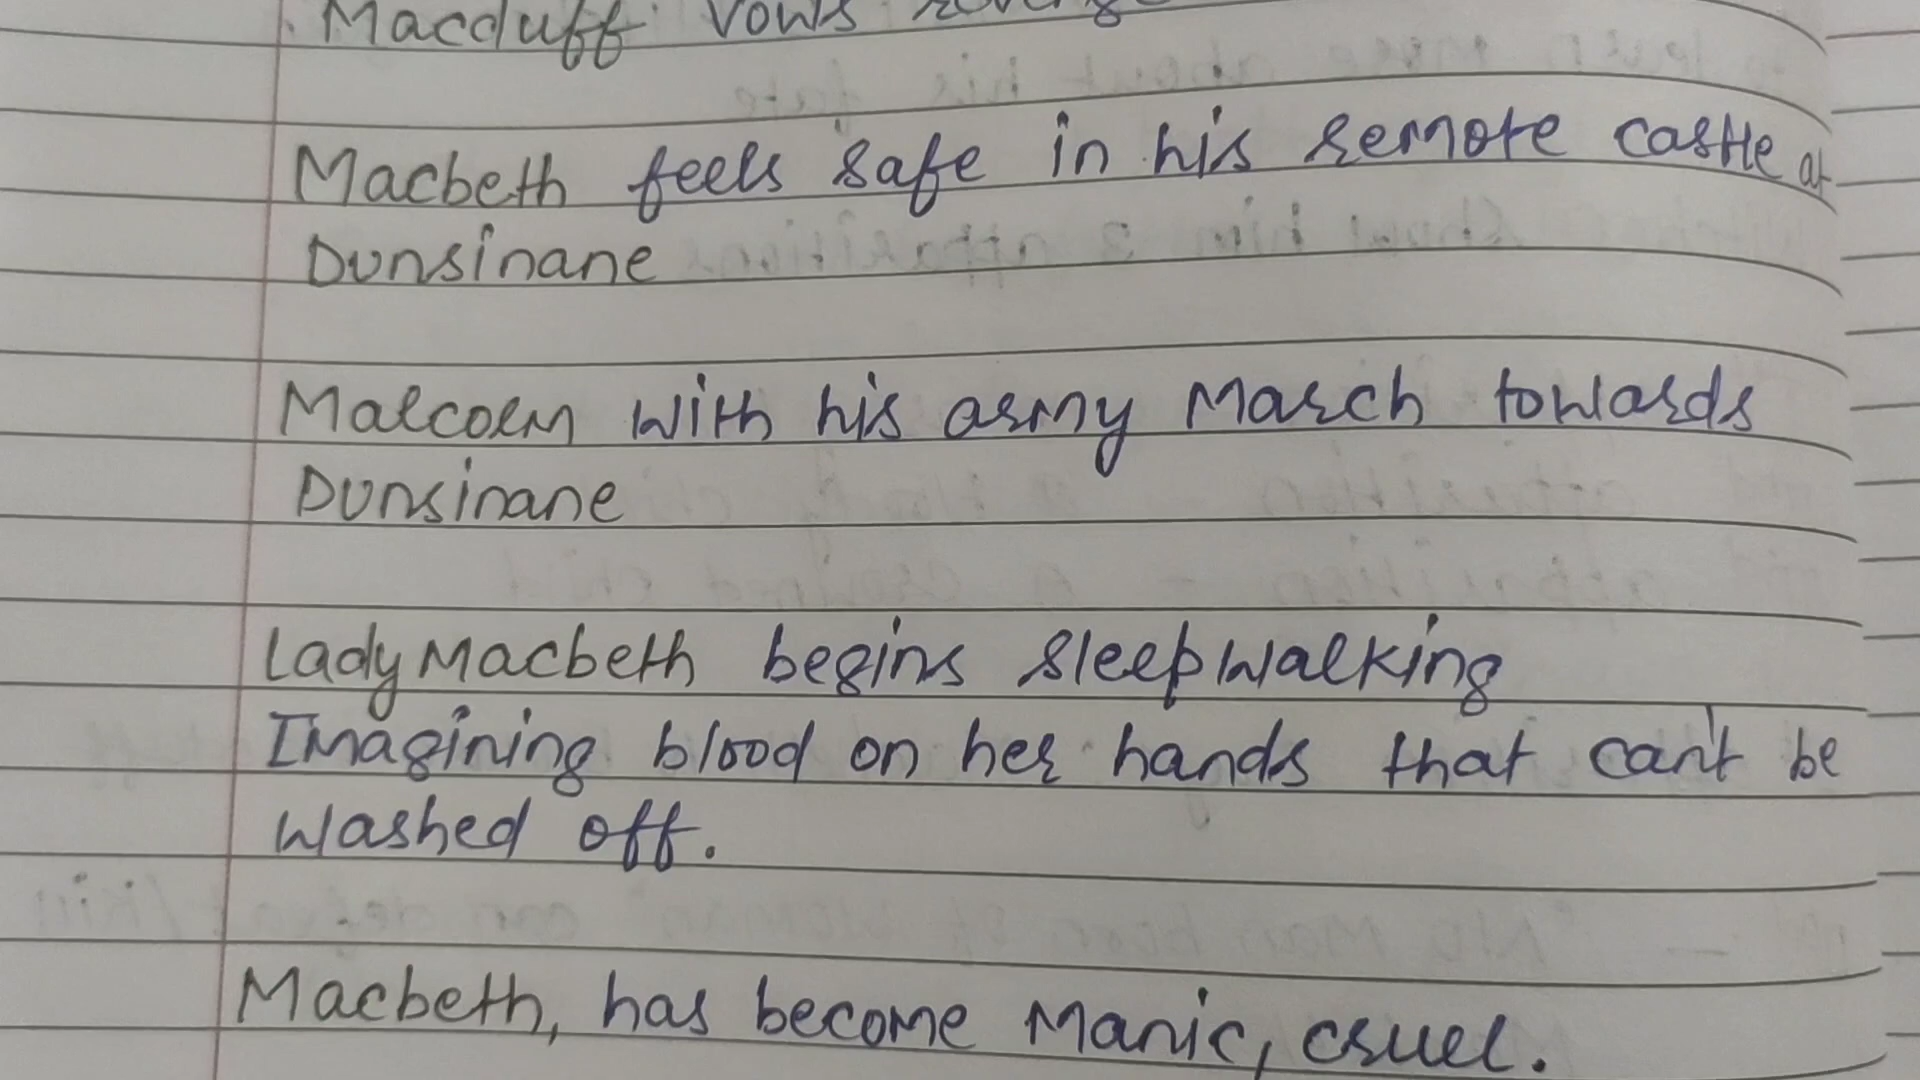 Macduff vows revenge
Macbeth feels safe in his remote castle at
Dunsinane
Malcolm with his army March towards
Dunsinane
Lady Macbeth begins sleepwalking
Imagining blood on her hands that can't be
washed off.
Macbeth, has become Manic, cruel.